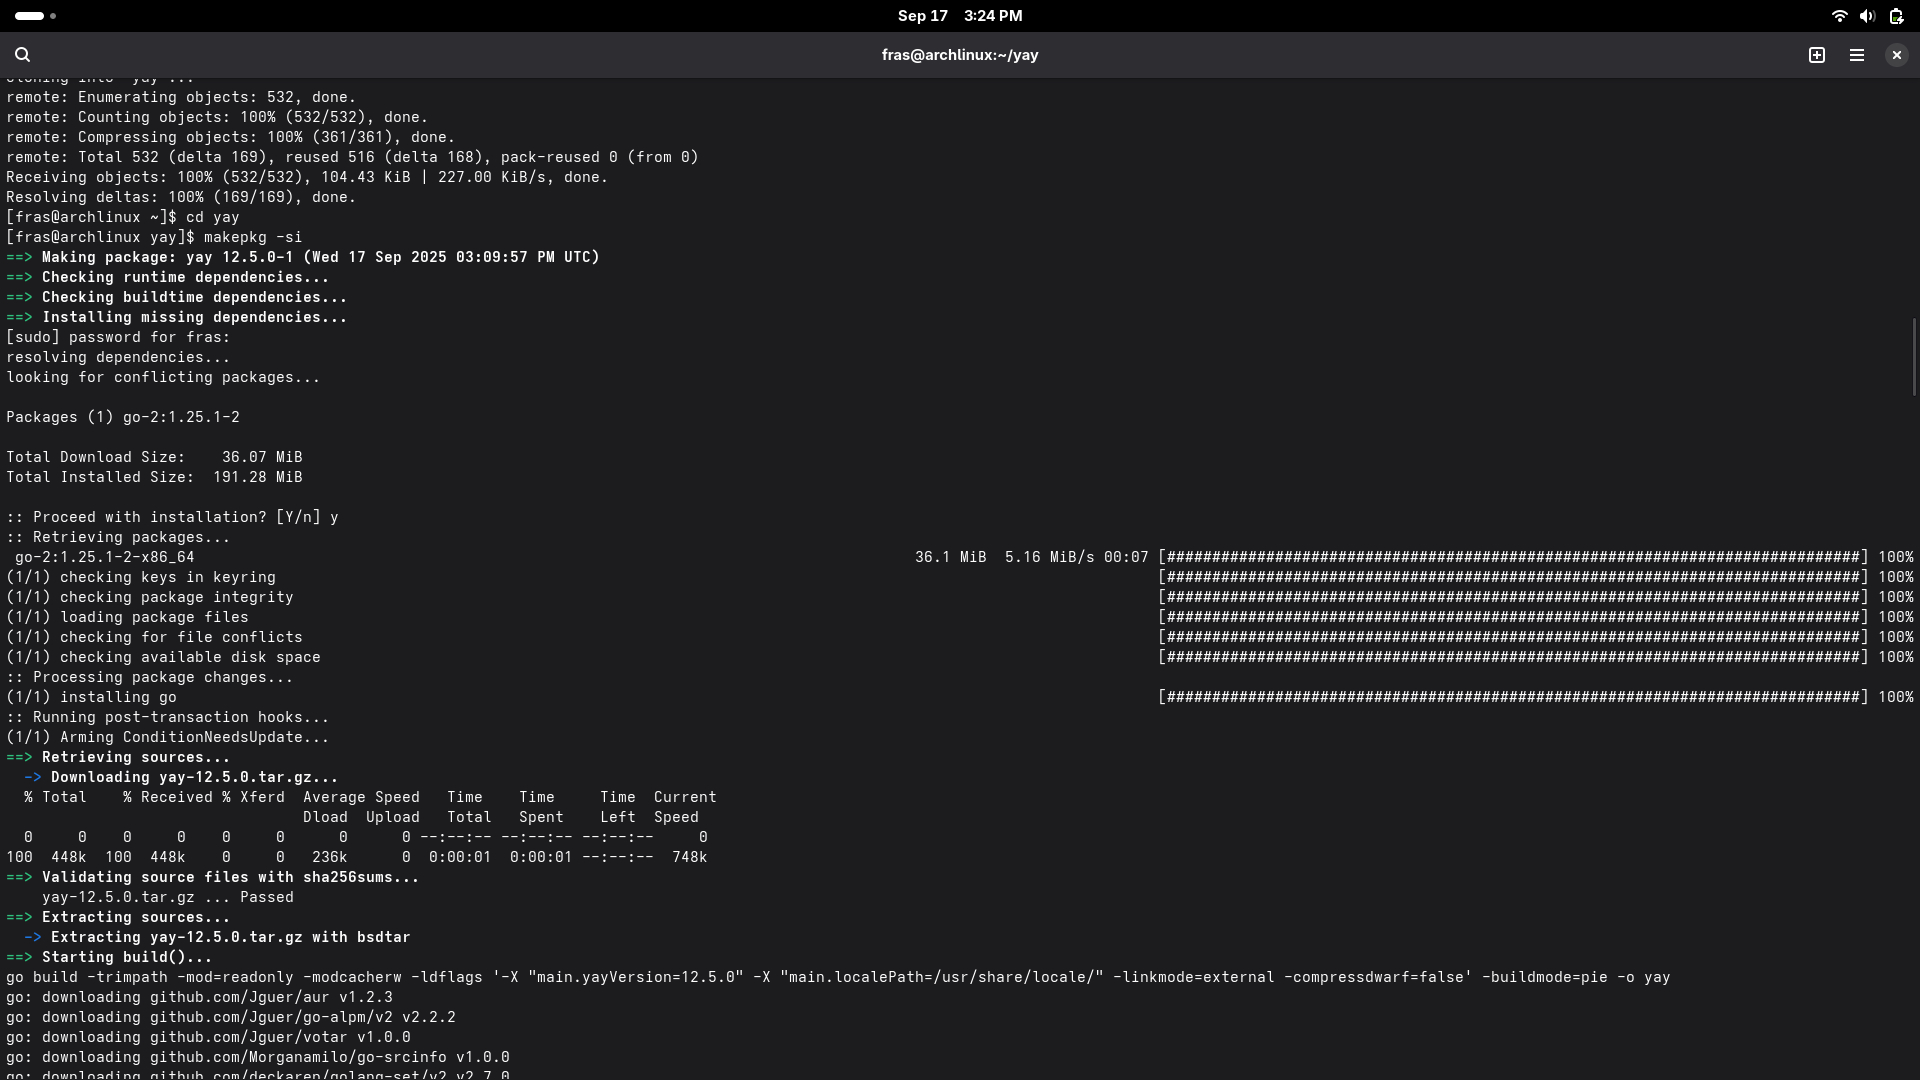 Sep 17 3:24 PM
fras@archlinux:~/yay
Cloning into 'yay'...
remote: Enumerating objects: 532, done.
remote: Counting objects: 100% (532/532), done.
remote: Compressing objects: 100% (361/361), done.
remote: Total 532 (delta 169), reused 516 (delta 168), pack-reused 0 (from 0)
Receiving objects: 100% (532/532), 104.43 KiB | 227.00 KiB/s, done.
Resolving deltas: 100% (169/169), done.
[fras@archlinux ~]$ cd yay
[fras@archlinux yay]$ makepkg -si
==> Making package: yay 12.5.0-1 (Wed 17 Sep 2025 03:09:57 PM UTC)
==> Checking runtime dependencies...
==> Checking buildtime dependencies...
==> Installing missing dependencies...
[sudo] password for fras:
resolving dependencies...
looking for conflicting packages...
Packages (1) go-2:1.25.1-2
Total Download Size:    36.07 MiB
Total Installed Size:  191.28 MiB
:: Proceed with installation? [Y/n] y
:: Retrieving packages...
go-2:1.25.1-2-x86_64 36.1 MiB  5.16 MiB/s 00:07 [#############################################################################] 100%
(1/1) checking keys in keyring [#############################################################################] 100%
(1/1) checking package integrity [#############################################################################] 100%
(1/1) loading package files [#############################################################################] 100%
(1/1) checking for file conflicts [#############################################################################] 100%
(1/1) checking available disk space [#############################################################################] 100%
:: Processing package changes...
(1/1) installing go [#############################################################################] 100%
:: Running post-transaction hooks...
(1/1) Arming ConditionNeedsUpdate...
==> Retrieving sources...
  -> Downloading yay-12.5.0.tar.gz...
  % Total    % Received % Xferd  Average Speed   Time    Time     Time  Current
                                 Dload  Upload   Total   Spent    Left  Speed
  0     0    0     0    0     0      0      0 --:--:-- --:--:-- --:--:--     0
100  448k  100  448k    0     0   236k      0  0:00:01  0:00:01 --:--:--  748k
==> Validating source files with sha256sums...
    yay-12.5.0.tar.gz ... Passed
==> Extracting sources...
  -> Extracting yay-12.5.0.tar.gz with bsdtar
==> Starting build()...
go build -trimpath -mod=readonly -modcacherw -ldflags '-X "main.yayVersion=12.5.0" -X "main.localePath=/usr/share/locale/" -linkmode=external -compressdwarf=false' -buildmode=pie -o yay
go: downloading github.com/Jguer/aur v1.2.3
go: downloading github.com/Jguer/go-alpm/v2 v2.2.2
go: downloading github.com/Jguer/votar v1.0.0
go: downloading github.com/Morganamilo/go-srcinfo v1.0.0
go: downloading github.com/deckarep/golang-set/v2 v2.7.0